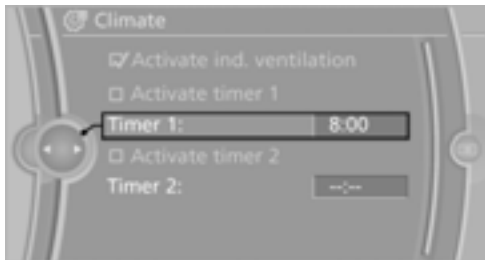 Climate
Activate ind. ventilation
Activate timer 1
Timer 1: 8:00
Activate timer 2
Timer 2: --:--